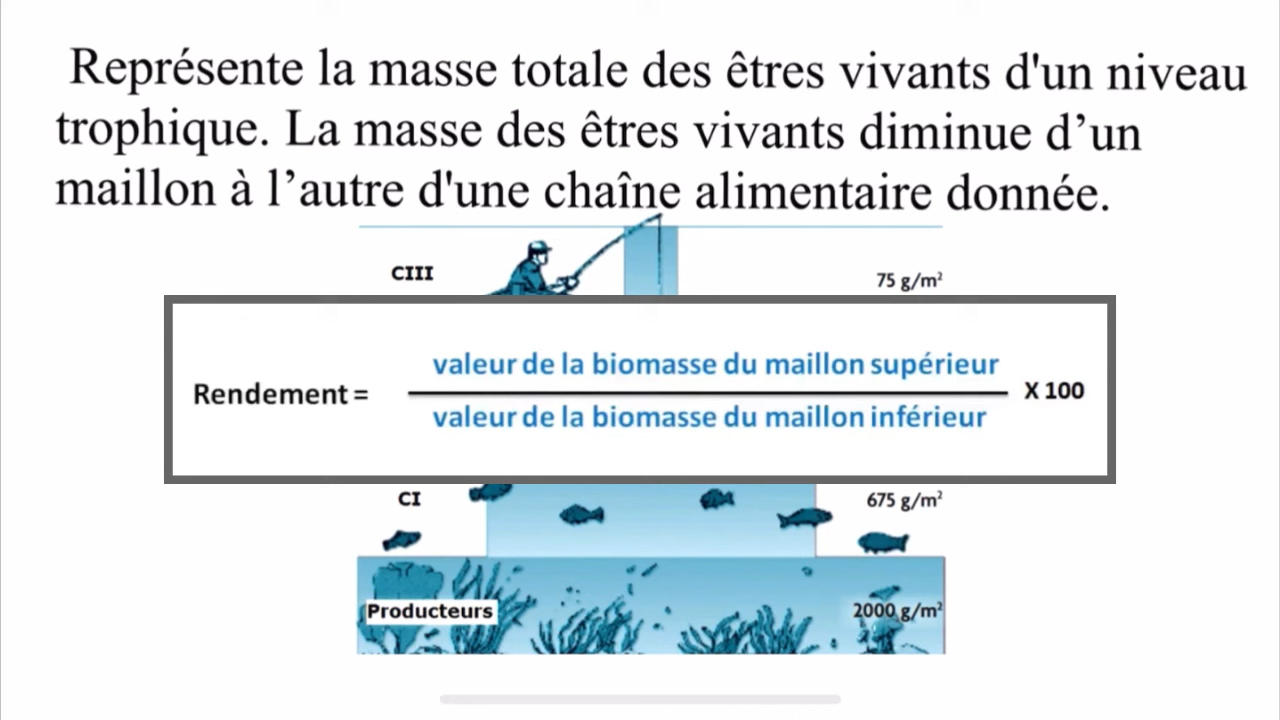 Représente la masse totale des êtres vivants d'un niveau
trophique. La masse des êtres vivants diminue d’un
maillon à l’autre d'une chaîne alimentaire donnée.
CIII
75 g/m²
valeur de la biomasse du maillon supérieur
Rendement =
X 100
valeur de la biomasse du maillon inférieur
CI
675 g/m²
Producteurs
2000 g/m²